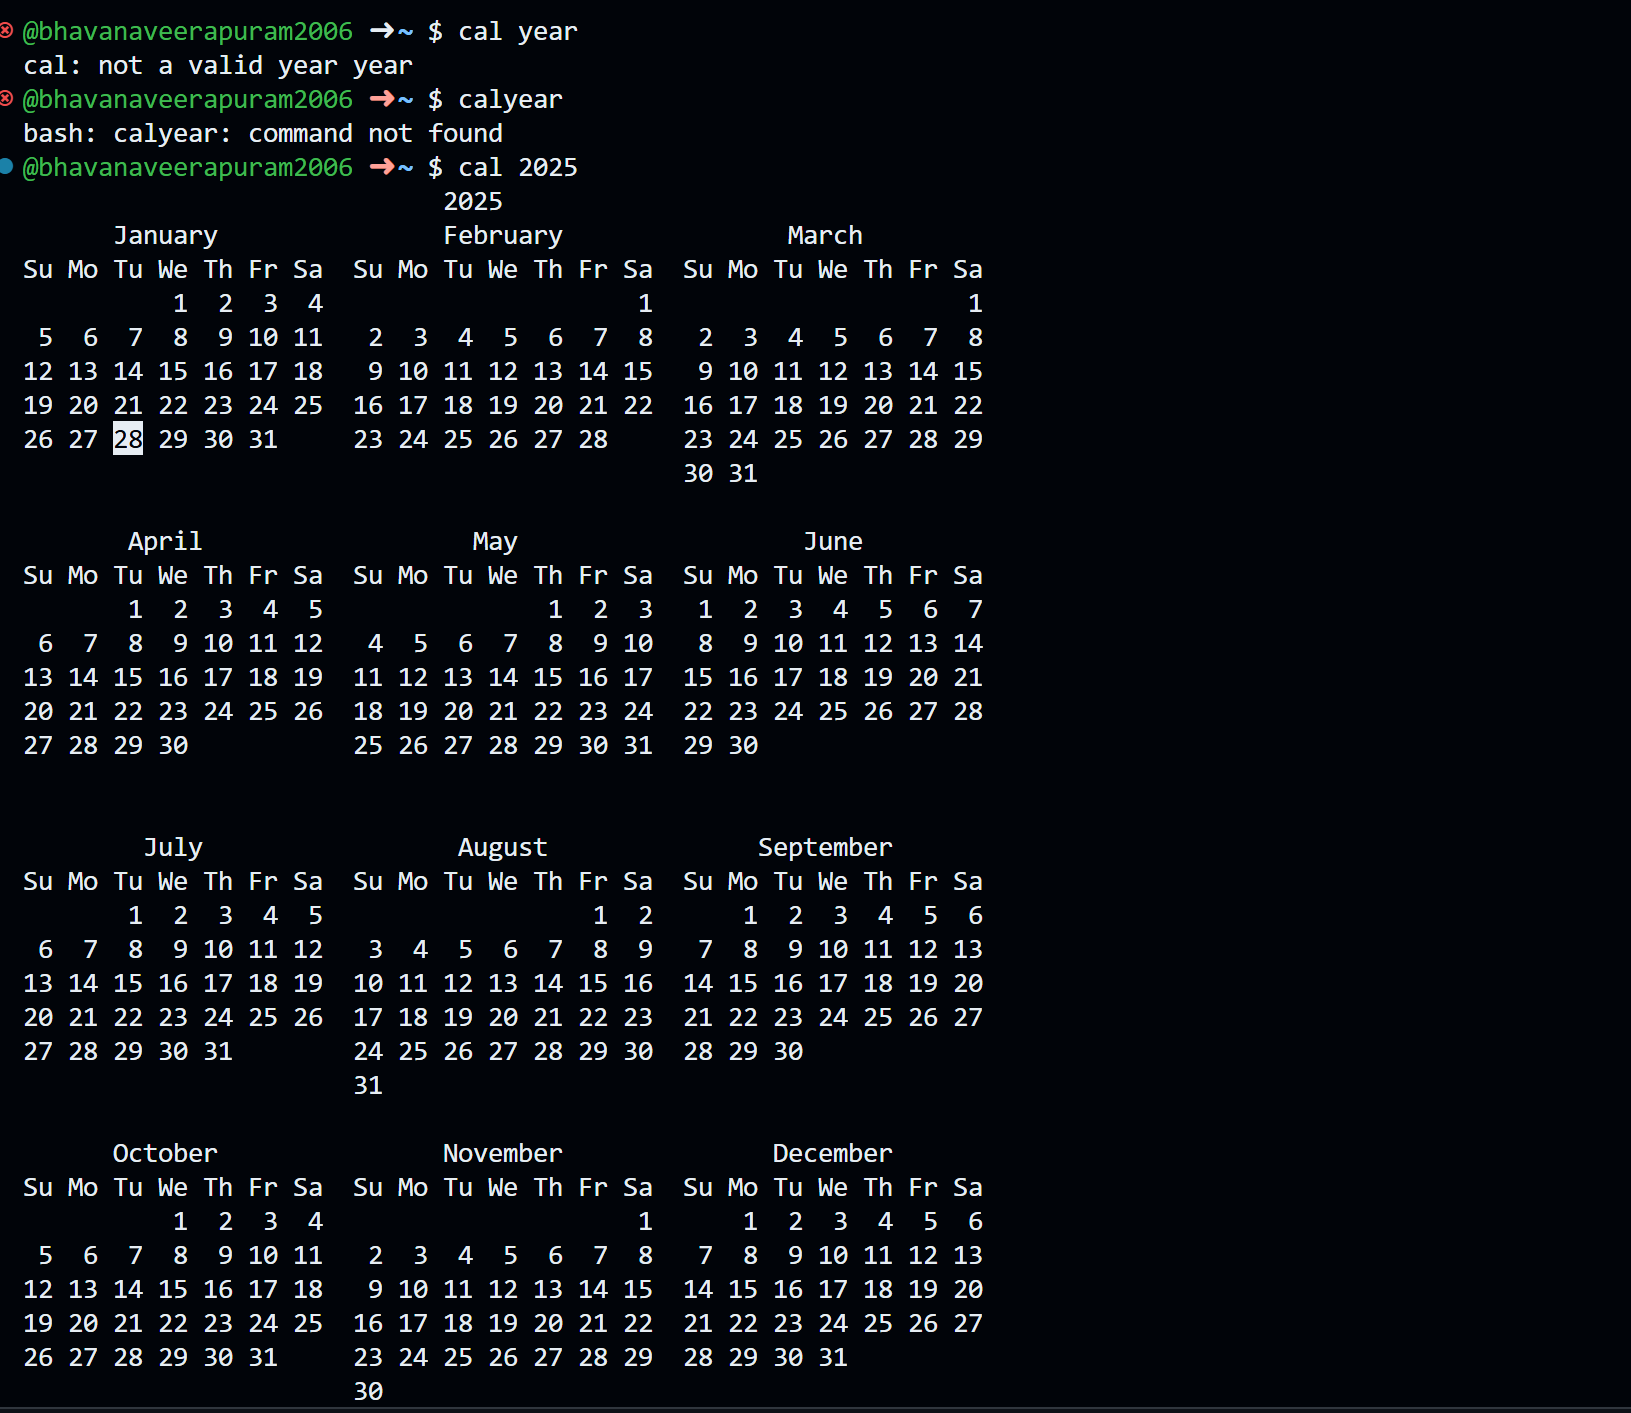 @bhavanaveerapuram2006 ➜ ~ $ cal year
cal: not a valid year year
@bhavanaveerapuram2006 ➜ ~ $ calyear
bash: calyear: command not found
@bhavanaveerapuram2006 ➜ ~ $ cal 2025
                            2025
      January               February               March
Su Mo Tu We Th Fr Sa  Su Mo Tu We Th Fr Sa  Su Mo Tu We Th Fr Sa
          1  2  3  4                     1                     1
 5  6  7  8  9 10 11   2  3  4  5  6  7  8   2  3  4  5  6  7  8
12 13 14 15 16 17 18   9 10 11 12 13 14 15   9 10 11 12 13 14 15
19 20 21 22 23 24 25  16 17 18 19 20 21 22  16 17 18 19 20 21 22
26 27 28 29 30 31     23 24 25 26 27 28     23 24 25 26 27 28 29
                                            30 31
       April                  May                   June
Su Mo Tu We Th Fr Sa  Su Mo Tu We Th Fr Sa  Su Mo Tu We Th Fr Sa
       1  2  3  4  5               1  2  3   1  2  3  4  5  6  7
 6  7  8  9 10 11 12   4  5  6  7  8  9 10   8  9 10 11 12 13 14
13 14 15 16 17 18 19  11 12 13 14 15 16 17  15 16 17 18 19 20 21
20 21 22 23 24 25 26  18 19 20 21 22 23 24  22 23 24 25 26 27 28
27 28 29 30           25 26 27 28 29 30 31  29 30
        July                 August              September
Su Mo Tu We Th Fr Sa  Su Mo Tu We Th Fr Sa  Su Mo Tu We Th Fr Sa
       1  2  3  4  5                  1  2      1  2  3  4  5  6
 6  7  8  9 10 11 12   3  4  5  6  7  8  9   7  8  9 10 11 12 13
13 14 15 16 17 18 19  10 11 12 13 14 15 16  14 15 16 17 18 19 20
20 21 22 23 24 25 26  17 18 19 20 21 22 23  21 22 23 24 25 26 27
27 28 29 30 31        24 25 26 27 28 29 30  28 29 30
                      31
      October               November              December
Su Mo Tu We Th Fr Sa  Su Mo Tu We Th Fr Sa  Su Mo Tu We Th Fr Sa
          1  2  3  4                     1      1  2  3  4  5  6
 5  6  7  8  9 10 11   2  3  4  5  6  7  8   7  8  9 10 11 12 13
12 13 14 15 16 17 18   9 10 11 12 13 14 15  14 15 16 17 18 19 20
19 20 21 22 23 24 25  16 17 18 19 20 21 22  21 22 23 24 25 26 27
26 27 28 29 30 31     23 24 25 26 27 28 29  28 29 30 31
                      30